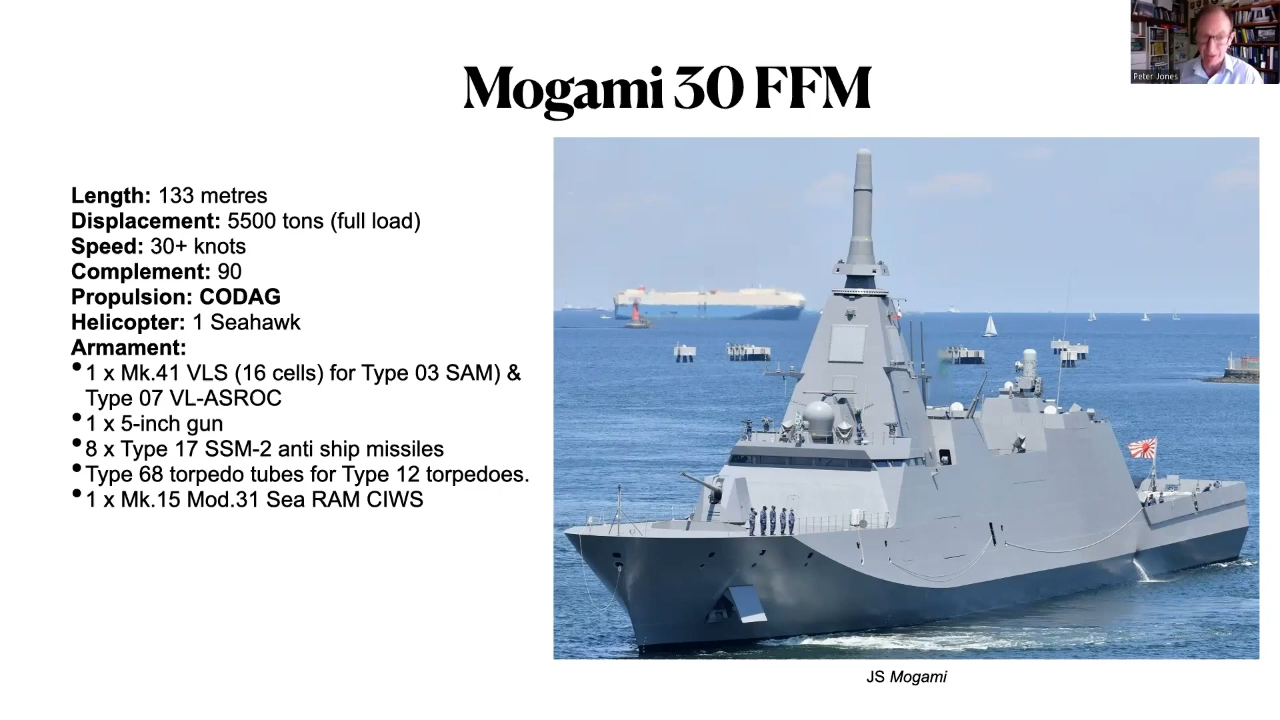 Peter Jones
Mogami 30 FFM
Length: 133 metres
Displacement: 5500 tons (full load)
Speed: 30+ knots
Complement: 90
Propulsion: CODAG
Helicopter: 1 Seahawk
Armament:
•1 x Mk.41 VLS (16 cells) for Type 03 SAM) &
Type 07 VL-ASROC
•1 x 5-inch gun
•8 x Type 17 SSM-2 anti ship missiles
•Type 68 torpedo tubes for Type 12 torpedoes.
•1 x Mk.15 Mod.31 Sea RAM CIWS
JS Mogami